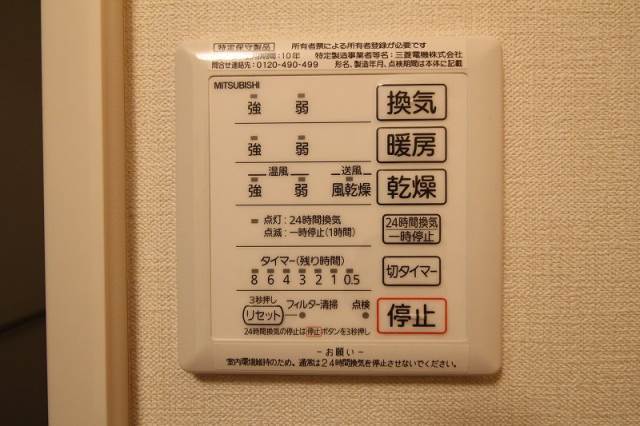 特定保守製品 所有者票による所有者登録が必要です
期間:10年 特定製造事業者等名:三菱電機株式会社
問合せ連絡先:0120-490-499 形名、製造年月、点検期間は本体に記載
MITSUBISHI
強 弱 換気
強 弱 暖房
温風 送風
強 弱 風乾燥 乾燥
点灯:24時間換気
点滅:一時停止(1時間)
24時間換気
一時停止
タイマー(残り時間)
8 6 4 3 2 1 0.5
切タイマー
3秒押し
リセット フィルター清掃 点検
停止
24時間換気の停止は停止ボタンを3秒押し
-お願い-
室内環境維持のため、通常は24時間換気を停止させないでください。